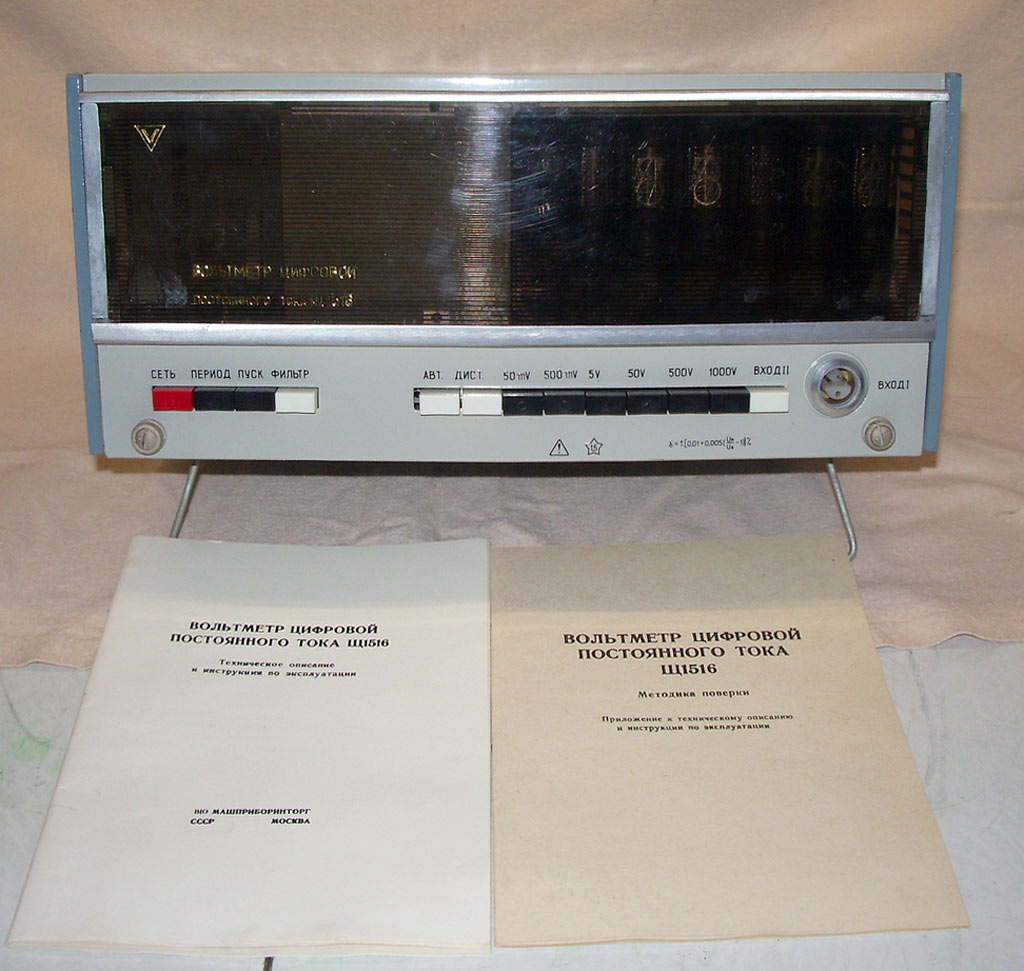 V
ВОЛЬТМЕТР ЦИФРОВОЙ
ПОСТОЯННОГО ТОКА Щ1516
СЕТЬ ПЕРИОД ПУСК ФИЛЬТР
АВТ. ДИСТ. 50mV 500mV 5V 50V 500V 1000V ВХОД II
ВХОД I
ВОЛЬТМЕТР ЦИФРОВОЙ
ПОСТОЯННОГО ТОКА Щ1516
Техническое описание
и инструкция по эксплуатации
В/О МАШПРИБОРИНТОРГ
СССР МОСКВА
ВОЛЬТМЕТР ЦИФРОВОЙ
ПОСТОЯННОГО ТОКА
Щ1516
Методика поверки
Приложение к техническому описанию
и инструкции по эксплуатации